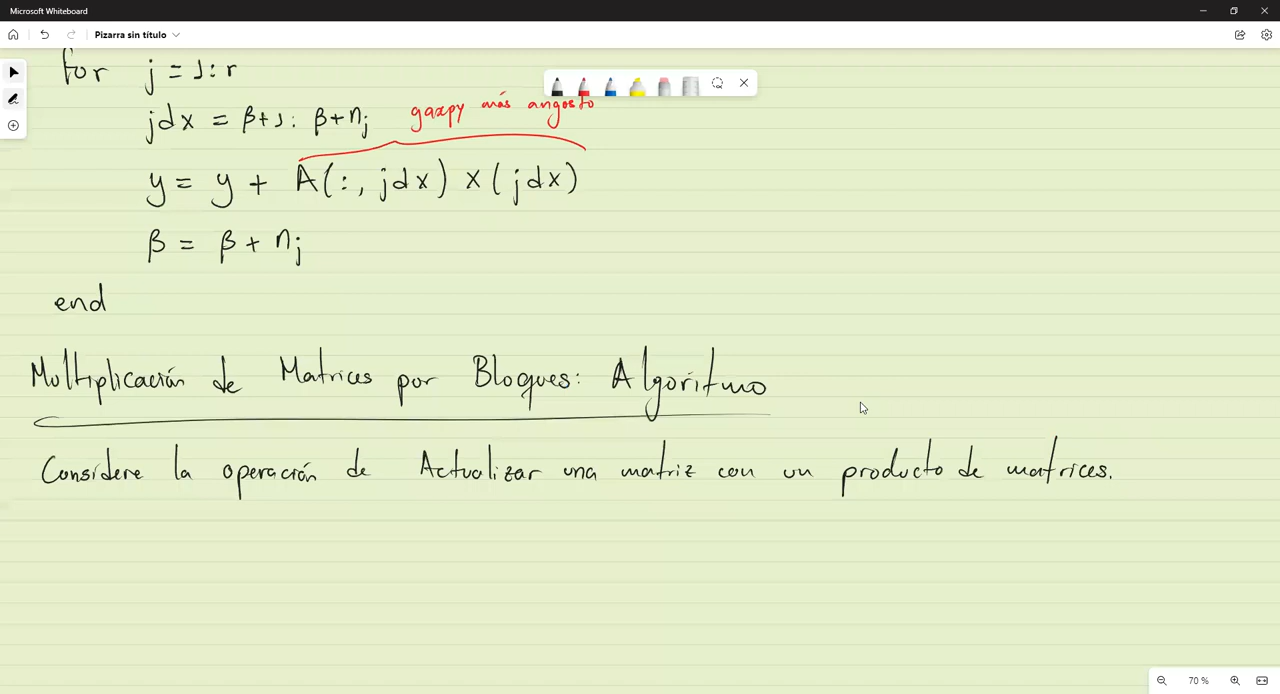 Microsoft Whiteboard
Pizarra sin título
for j = 1:r
jdx = β+1: β+nj gaxpy más angosto
y = y + A(:, jdx) x(jdx)
β = β + nj
end
Multiplicación de Matrices por Bloques: Algoritmo
Considere la operación de Actualizar una matriz con un producto de matrices.
70 %